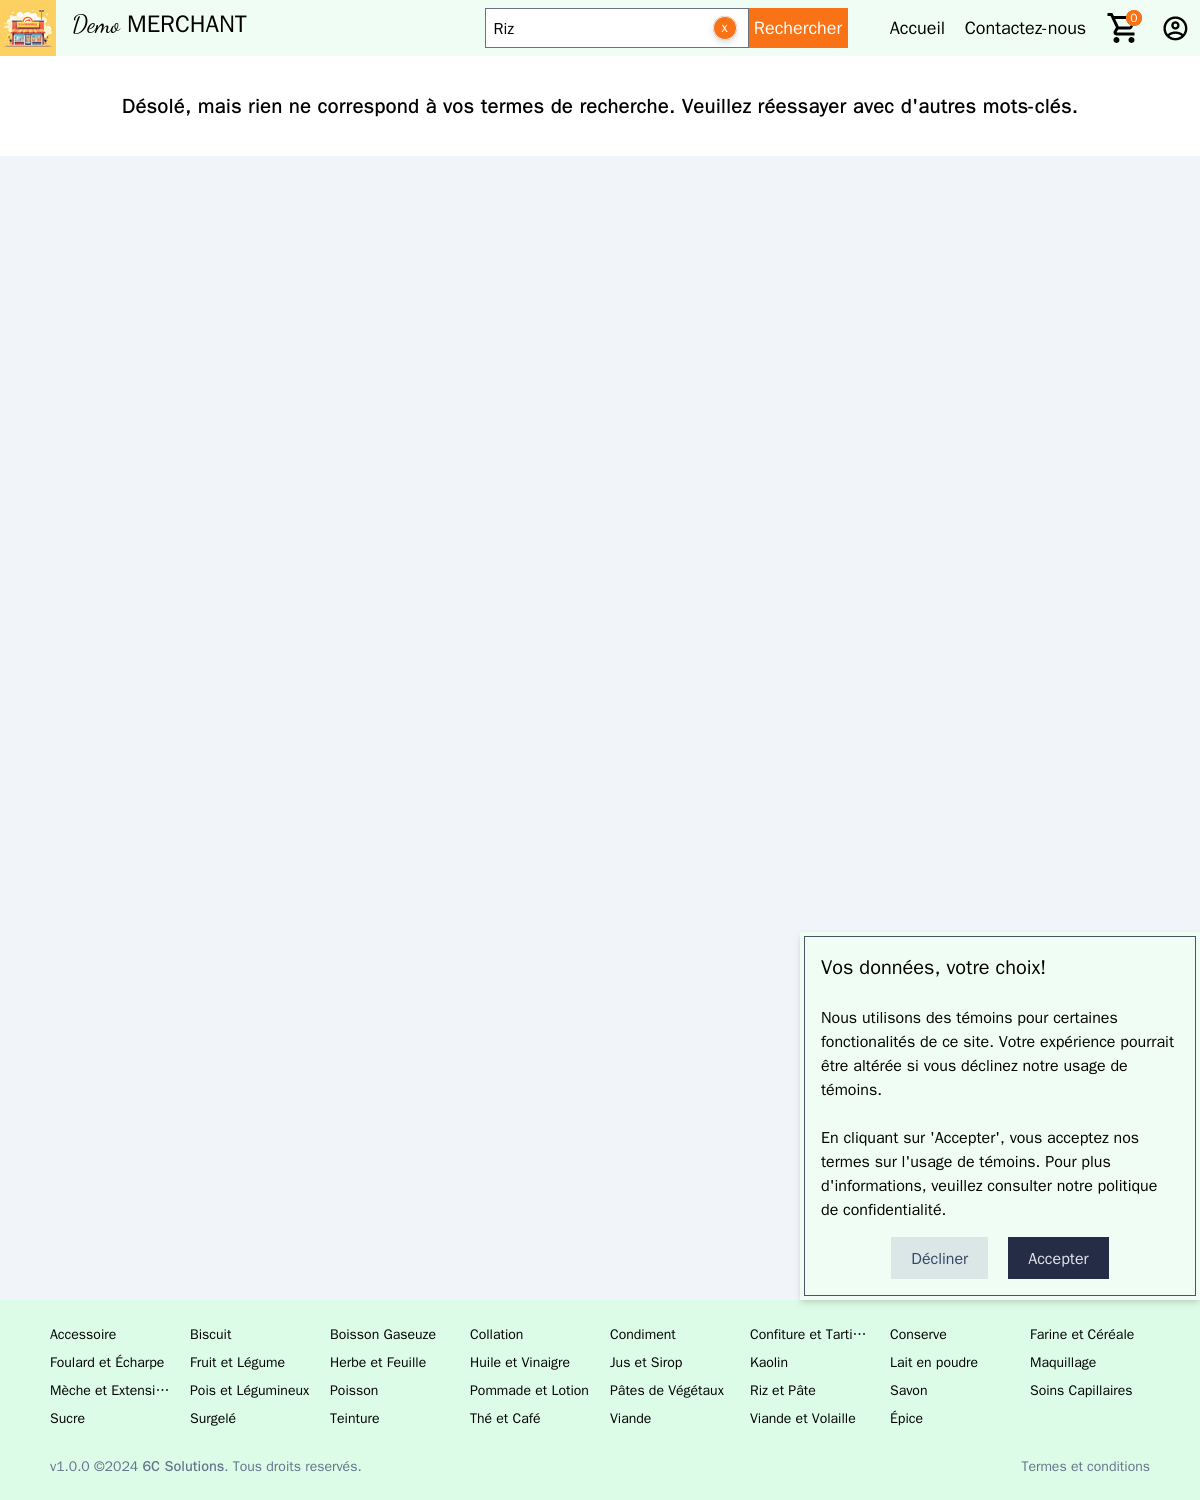 Demo MERCHANT
Riz
x
Rechercher
Accueil
Contactez-nous
0
Désolé, mais rien ne correspond à vos termes de recherche. Veuillez réessayer avec d'autres mots-clés.
Vos données, votre choix!
Nous utilisons des témoins pour certaines
fonctionalités de ce site. Votre expérience pourrait
être altérée si vous déclinez notre usage de
témoins.
En cliquant sur 'Accepter', vous acceptez nos
termes sur l'usage de témoins. Pour plus
d'informations, veuillez consulter notre politique
de confidentialité.
Décliner
Accepter
Accessoire Biscuit Boisson Gaseuze Collation Condiment Confiture et Tarti… Conserve Farine et Céréale
Foulard et Écharpe Fruit et Légume Herbe et Feuille Huile et Vinaigre Jus et Sirop Kaolin Lait en poudre Maquillage
Mèche et Extensi… Pois et Légumineux Poisson Pommade et Lotion Pâtes de Végétaux Riz et Pâte Savon Soins Capillaires
Sucre Surgelé Teinture Thé et Café Viande Viande et Volaille Épice
v1.0.0 ©2024 6C Solutions. Tous droits reservés.
Termes et conditions